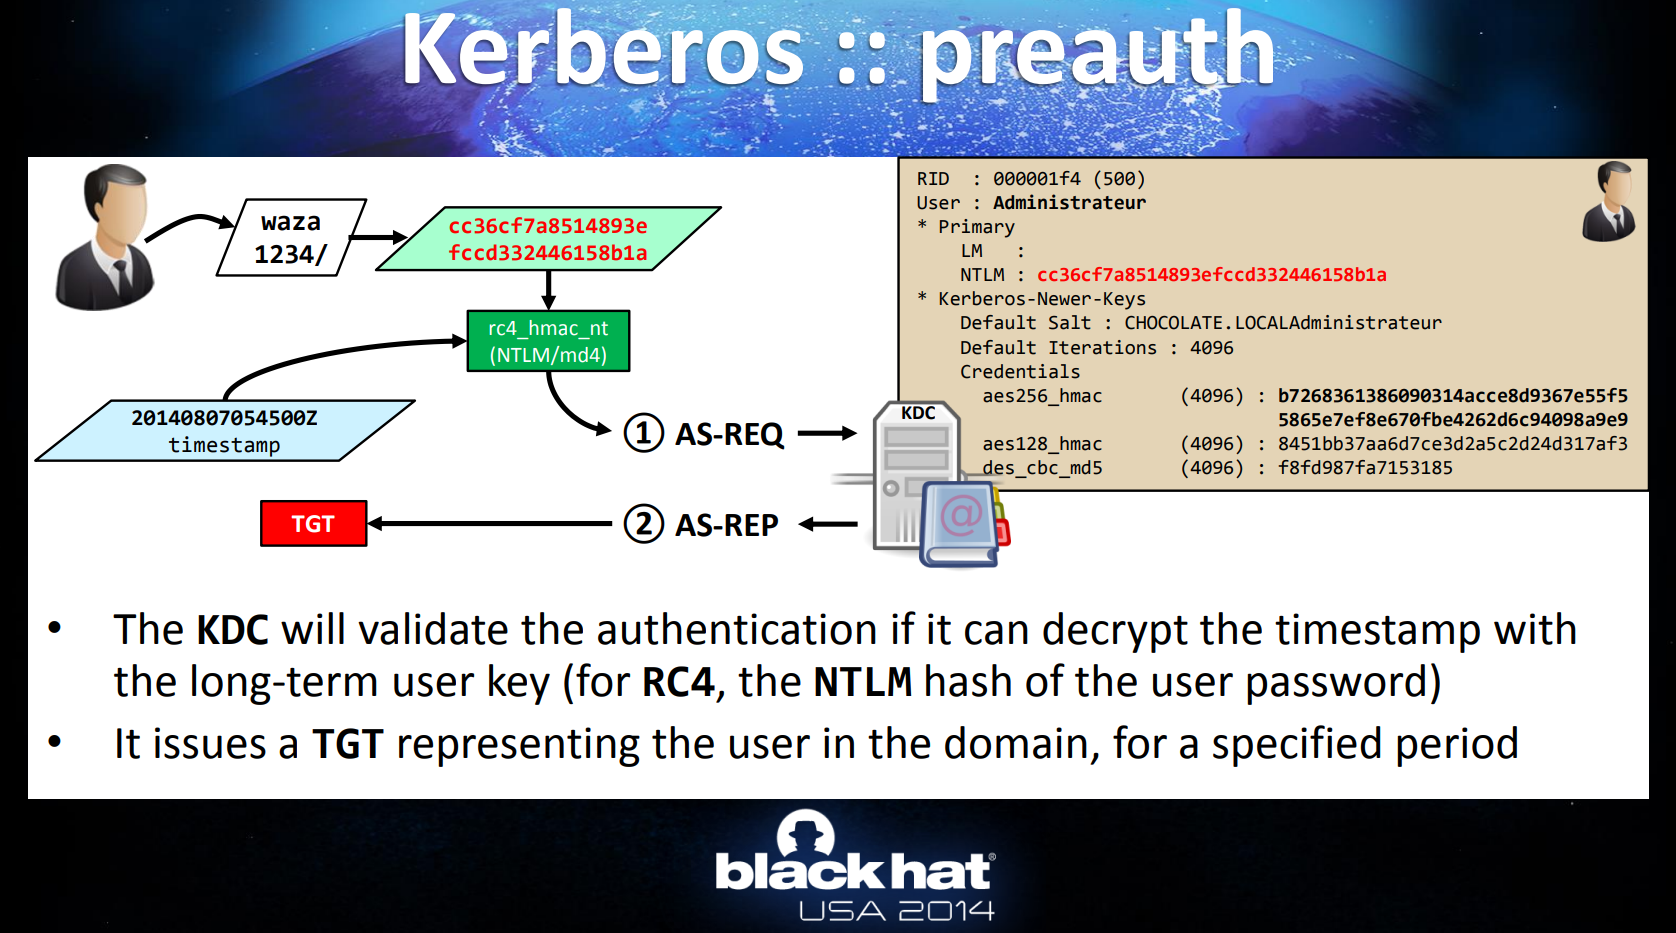 Kerberos :: preauth
waza
1234/
cc36cf7a8514893e
fccd332446158b1a
rc4_hmac_nt
(NTLM/md4)
20140807054500Z
timestamp
① AS-REQ
② AS-REP
TGT
KDC
@
RID : 000001f4 (500)
User : Administrateur
* Primary
LM :
NTLM : cc36cf7a8514893efccd332446158b1a
* Kerberos-Newer-Keys
Default Salt : CHOCOLATE.LOCALAdministrateur
Default Iterations : 4096
Credentials
aes256_hmac (4096) : b7268361386090314acce8d9367e55f5
5865e7ef8e670fbe4262d6c94098a9e9
aes128_hmac (4096) : 8451bb37aa6d7ce3d2a5c2d24d317af3
des_cbc_md5 (4096) : f8fd987fa7153185
• The KDC will validate the authentication if it can decrypt the timestamp with
the long-term user key (for RC4, the NTLM hash of the user password)
• It issues a TGT representing the user in the domain, for a specified period
black hat®
USA 2014